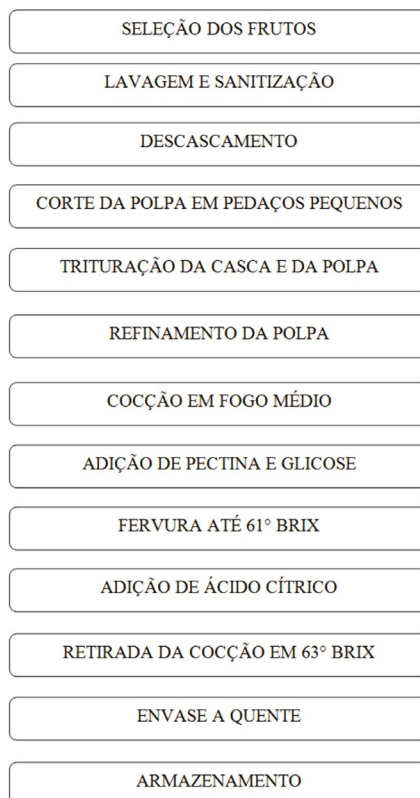 SELEÇÃO DOS FRUTOS
LAVAGEM E SANITIZAÇÃO
DESCASCAMENTO
CORTE DA POLPA EM PEDAÇOS PEQUENOS
TRITURAÇÃO DA CASCA E DA POLPA
REFINAMENTO DA POLPA
COCÇÃO EM FOGO MÉDIO
ADIÇÃO DE PECTINA E GLICOSE
FERVURA ATÉ 61° BRIX
ADIÇÃO DE ÁCIDO CÍTRICO
RETIRADA DA COCÇÃO EM 63° BRIX
ENVASE A QUENTE
ARMAZENAMENTO